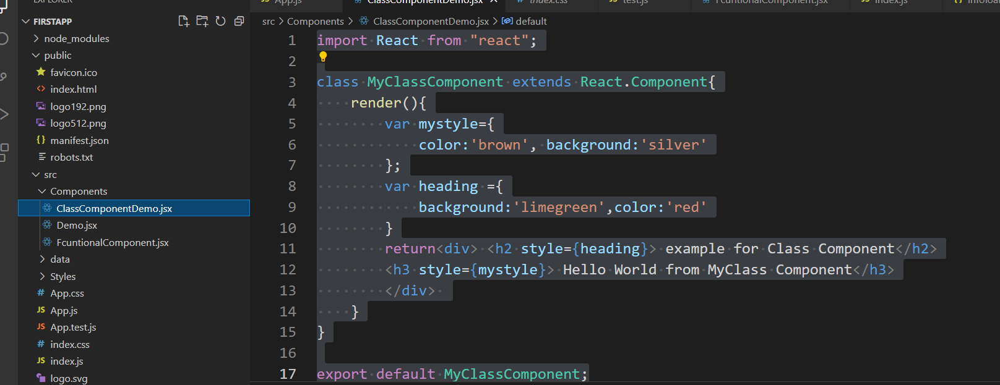 EXPLORER
FIRSTAPP
node_modules
public
favicon.ico
index.html
logo192.png
logo512.png
manifest.json
robots.txt
src
Components
ClassComponentDemo.jsx
Demo.jsx
FcuntionalComponent.jsx
data
Styles
App.css
App.js
App.test.js
index.css
index.js
logo.svg
JS App.js ClassComponentDemo.jsx # index.css JS test.js FcuntionalComponent.jsx JS index.js {}
src > Components > ClassComponentDemo.jsx > default
1 import React from "react";
2
3 class MyClassComponent extends React.Component{
4 render(){
5 var mystyle={
6 color:'brown', background:'silver'
7 };
8 var heading ={
9 background:'limegreen',color:'red'
10 }
11 return<div> <h2 style={heading}> example for Class Component</h2>
12 <h3 style={mystyle}> Hello World from MyClass Component</h3>
13 </div>
14 }
15 }
16
17 export default MyClassComponent;